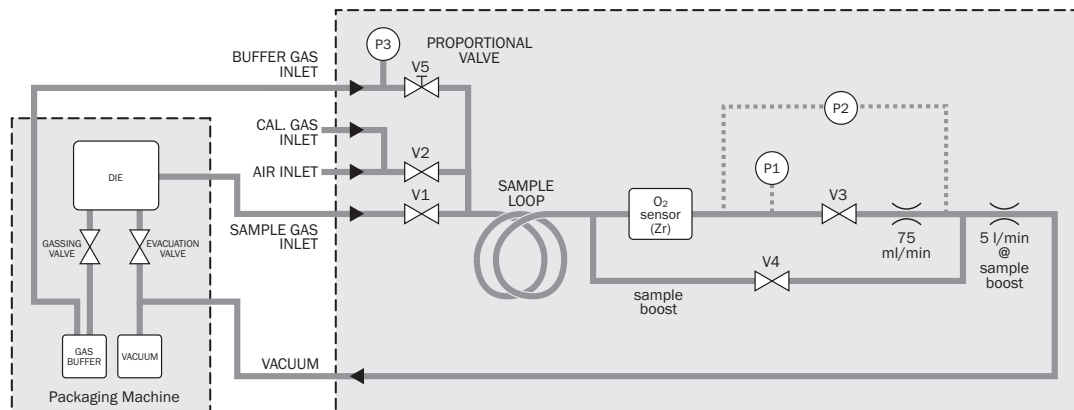 P3
PROPORTIONAL
VALVE
BUFFER GAS
INLET
V5
CAL. GAS
INLET
P2
DIE
AIR INLET
V2
P1
SAMPLE
LOOP
O₂
sensor
(Zr)
V1
V3
SAMPLE GAS
INLET
GASSING
VALVE
EVACUATION
VALVE
75
ml/min
5 l/min
@
sample
boost
V4
sample
boost
GAS
BUFFER
VACUUM
VACUUM
Packaging Machine